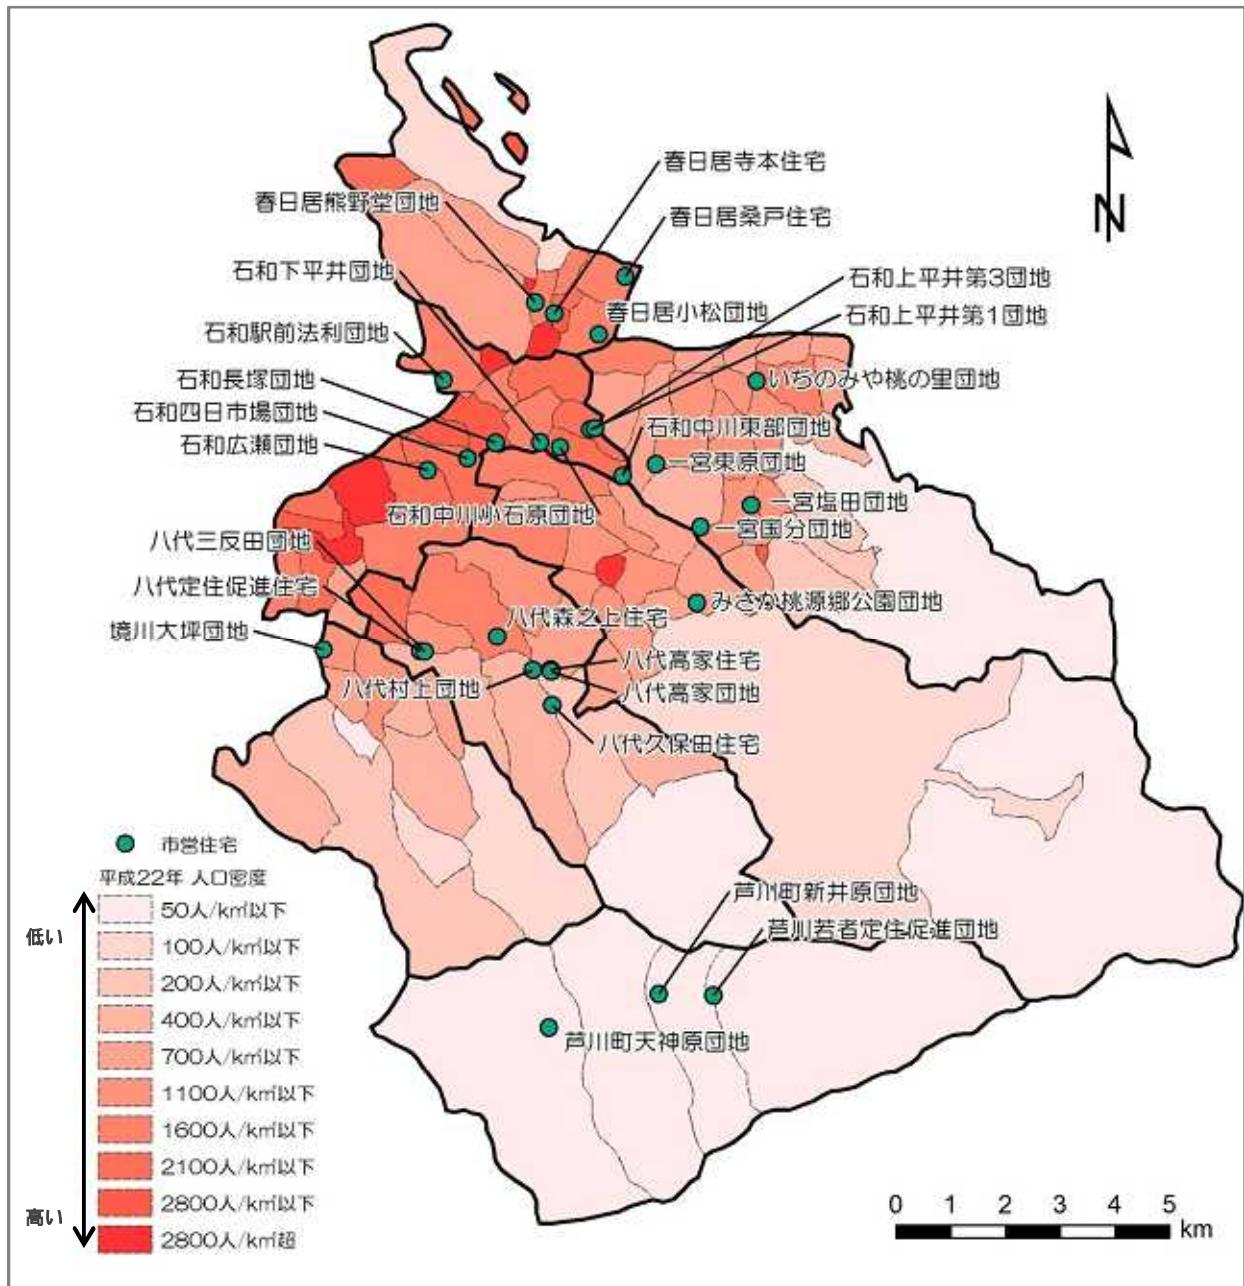 春日居寺本住宅
春日居熊野堂団地
春日居桑戸住宅
石和下平井団地
石和上平井第3団地
春日居小松団地
石和上平井第1団地
石和駅前法利団地
石和長塚団地
いちのみや桃の里団地
石和四日市場団地
石和中川東部団地
石和広瀬団地
一宮東原団地
一宮塩田団地
石和中川小石原団地
一宮国分団地
八代三反田団地
八代定住促進住宅
みさか桃源郷公園団地
八代森之上住宅
境川大坪団地
八代高家住宅
八代村上団地
八代高家団地
八代久保田住宅
芦川町新井原団地
芦川若者定住促進団地
芦川町天神原団地
N
市営住宅
平成22年 人口密度
低い
50人/km²以下
100人/km²以下
200人/km²以下
400人/km²以下
700人/km²以下
1100人/km²以下
1600人/km²以下
2100人/km²以下
2800人/km²以下
高い
2800人/km²超
0 1 2 3 4 5
km